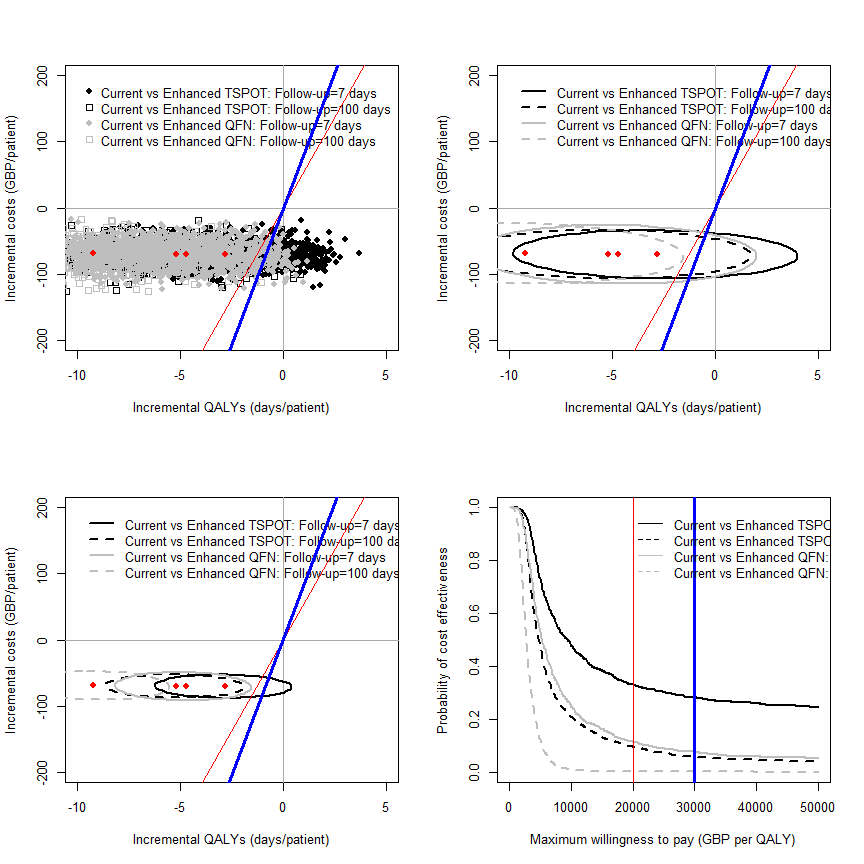 200
100
0
-100
-200
Incremental costs (GBP/patient)
Current vs Enhanced TSPOT: Follow-up=7 days
Current vs Enhanced TSPOT: Follow-up=100 days
Current vs Enhanced QFN: Follow-up=7 days
Current vs Enhanced QFN: Follow-up=100 days
-10 -5 0 5
Incremental QALYs (days/patient)
200
100
0
-100
-200
Incremental costs (GBP/patient)
Current vs Enhanced TSPOT: Follow-up=7 days
Current vs Enhanced TSPOT: Follow-up=100 da
Current vs Enhanced QFN: Follow-up=7 days
Current vs Enhanced QFN: Follow-up=100 days
-10 -5 0 5
Incremental QALYs (days/patient)
200
100
0
-100
-200
Incremental costs (GBP/patient)
Current vs Enhanced TSPOT: Follow-up=7 days
Current vs Enhanced TSPOT: Follow-up=100 da
Current vs Enhanced QFN: Follow-up=7 days
Current vs Enhanced QFN: Follow-up=100 days
-10 -5 0 5
Incremental QALYs (days/patient)
1.0
0.8
0.6
0.4
0.2
0.0
Probability of cost effectiveness
Current vs Enhanced TSPO
Current vs Enhanced TSPO
Current vs Enhanced QFN:
Current vs Enhanced QFN:
0 10000 20000 30000 40000 50000
Maximum willingness to pay (GBP per QALY)